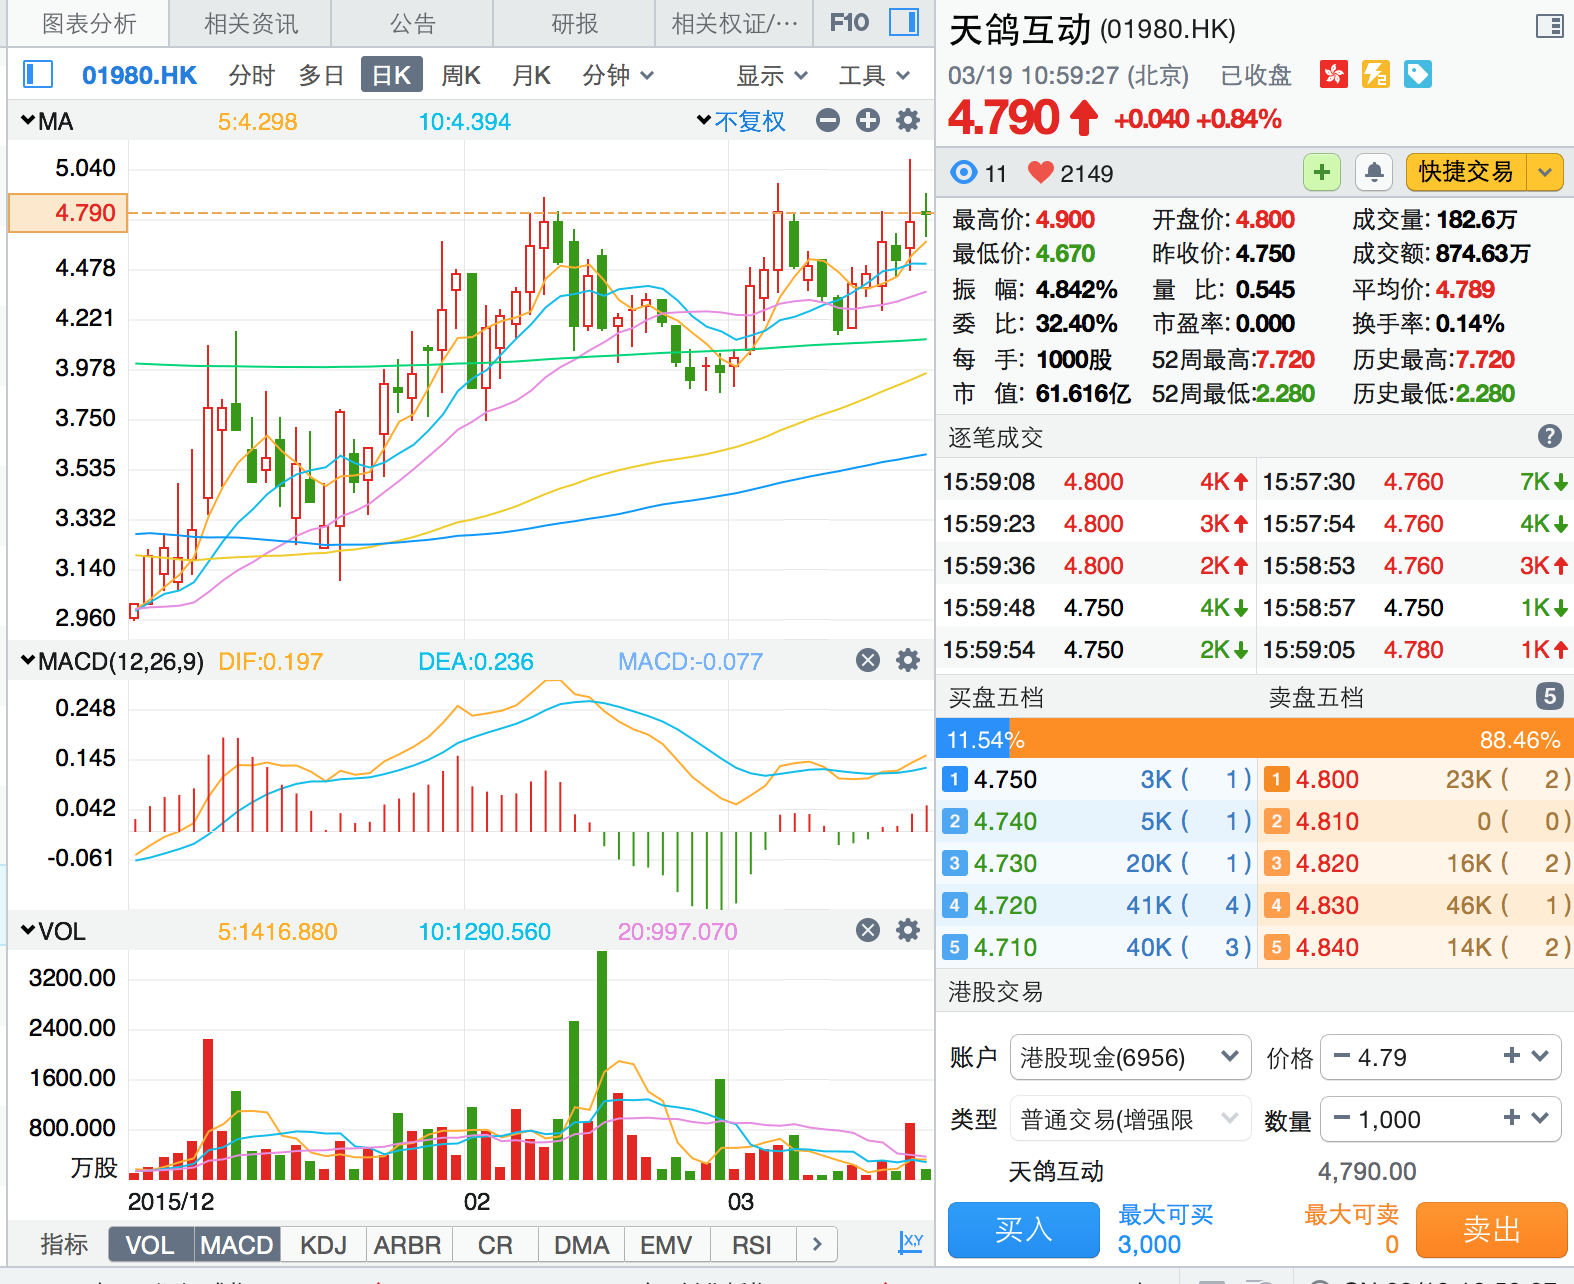 图表分析 相关资讯 公告 研报 相关权证/··· F10
01980.HK 分时 多日 日K 周K 月K 分钟 显示 工具
MA 5:4.298 10:4.394 不复权
5.040
4.790
4.478
4.221
3.978
3.750
3.535
3.332
3.140
2.960
MACD(12,26,9) DIF:0.197 DEA:0.236 MACD:-0.077
0.248
0.145
0.042
-0.061
VOL 5:1416.880 10:1290.560 20:997.070
3200.00
2400.00
1600.00
800.000
万股
2015/12 02 03
指标 VOL MACD KDJ ARBR CR DMA EMV RSI XY
天鸽互动 (01980.HK)
03/19 10:59:27 (北京) 已收盘
4.790 +0.040 +0.84%
11 2149 + 快捷交易
最高价: 4.900 开盘价: 4.800 成交量: 182.6万
最低价: 4.670 昨收价: 4.750 成交额: 874.63万
振 幅: 4.842% 量 比: 0.545 平均价: 4.789
委 比: 32.40% 市盈率: 0.000 换手率: 0.14%
每 手: 1000股 52周最高: 7.720 历史最高: 7.720
市 值: 61.616亿 52周最低: 2.280 历史最低: 2.280
逐笔成交 ?
15:59:08 4.800 4K 15:57:30 4.760 7K
15:59:23 4.800 3K 15:57:54 4.760 4K
15:59:36 4.800 2K 15:58:53 4.760 3K
15:59:48 4.750 4K 15:58:57 4.750 1K
15:59:54 4.750 2K 15:59:05 4.780 1K
买盘五档 卖盘五档 5
11.54% 88.46%
1 4.750 3K ( 1) 1 4.800 23K ( 2)
2 4.740 5K ( 1) 2 4.810 0 ( 0)
3 4.730 20K ( 1) 3 4.820 16K ( 2)
4 4.720 41K ( 4) 4 4.830 46K ( 1)
5 4.710 40K ( 3) 5 4.840 14K ( 2)
港股交易
账户 港股现金(6956) 价格 − 4.79 +
类型 普通交易(增强限 数量 − 1,000 +
天鸽互动 4,790.00
买入 最大可买 3,000 最大可卖 0 卖出